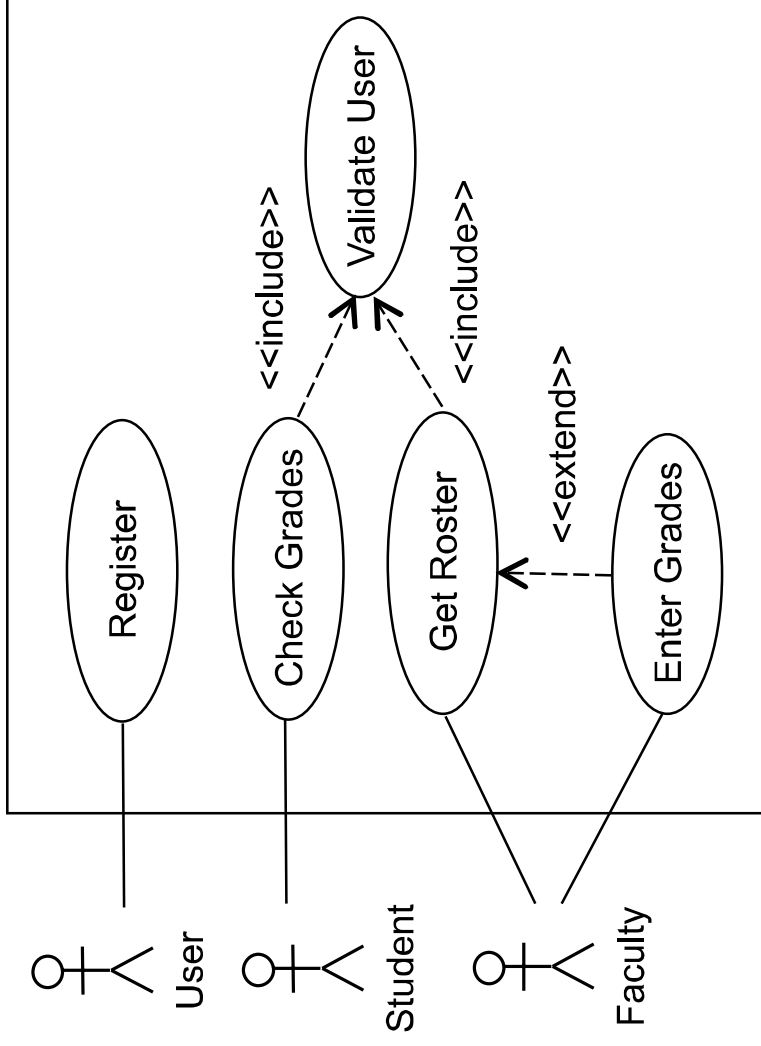 User
Register
Student
Check Grades
<<include>>
Validate User
Faculty
Get Roster
<<include>>
<<extend>>
Enter Grades